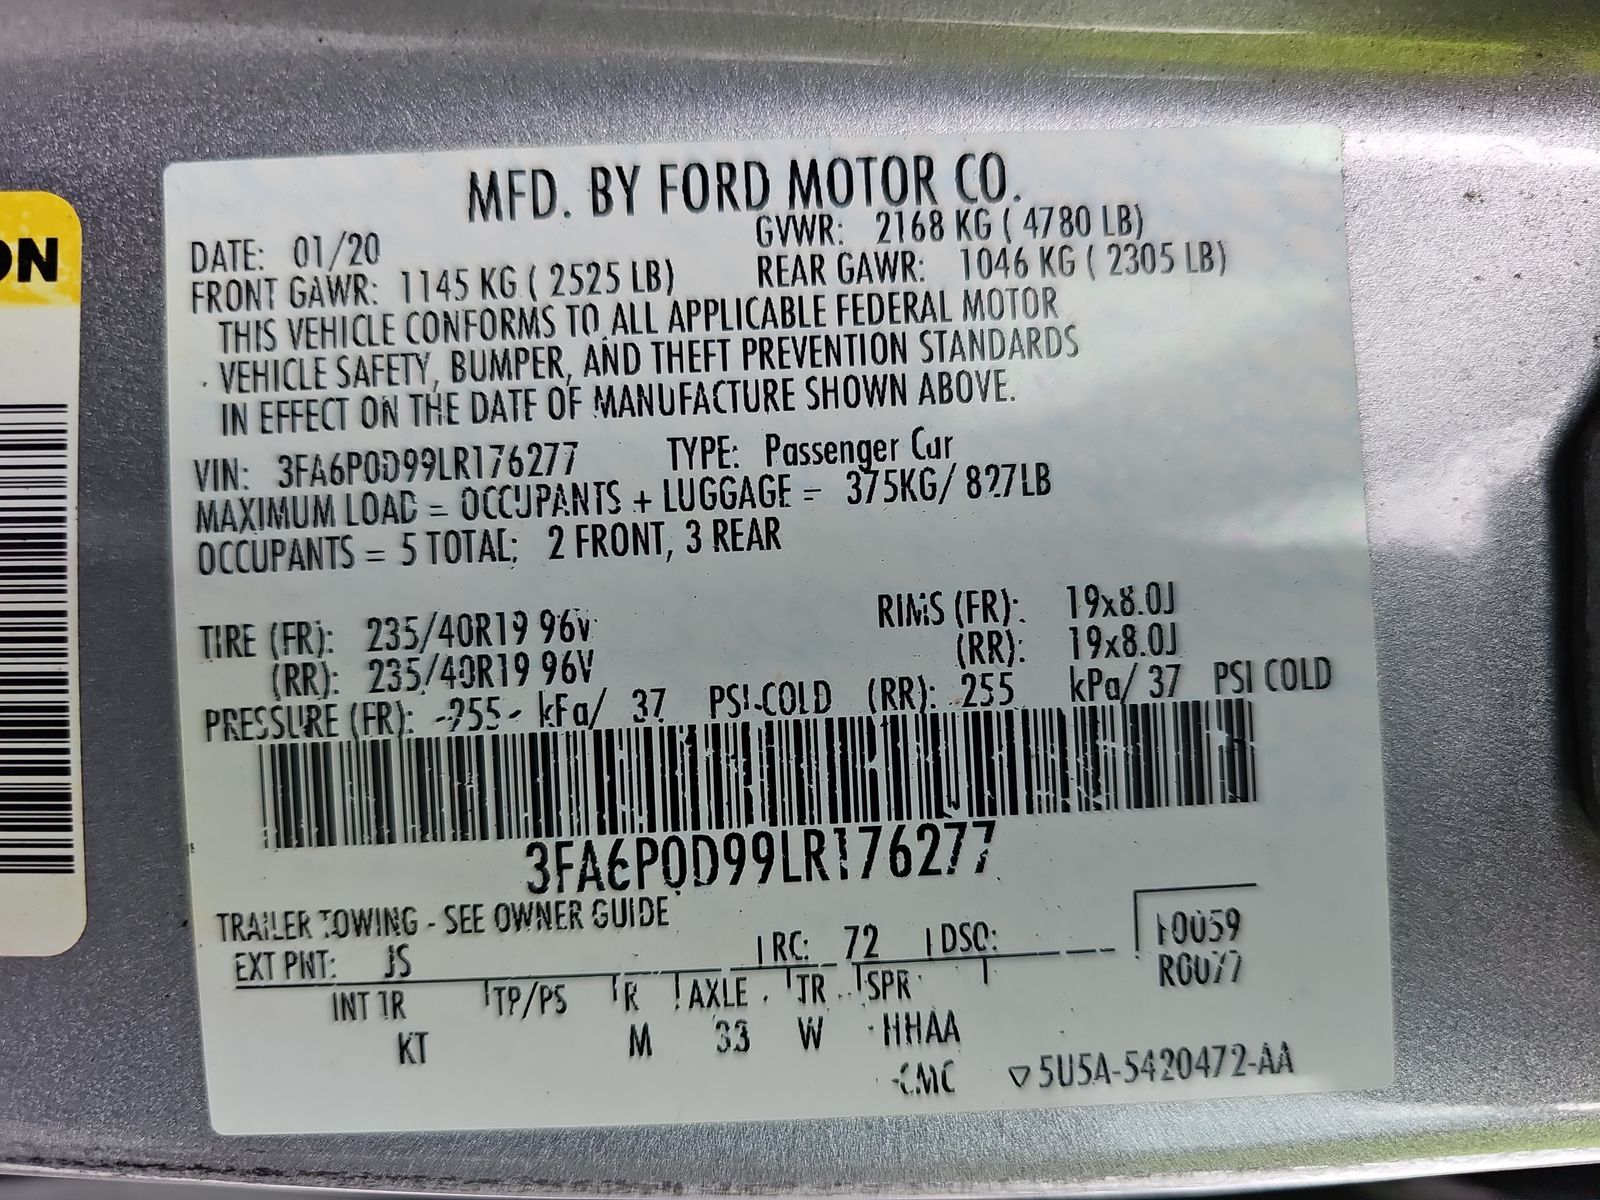 ON
MFD. BY FORD MOTOR CO.
DATE: 01/20 GVWR: 2168 KG ( 4780 LB)
FRONT GAWR: 1145 KG ( 2525 LB) REAR GAWR: 1046 KG ( 2305 LB)
THIS VEHICLE CONFORMS TO ALL APPLICABLE FEDERAL MOTOR
VEHICLE SAFETY, BUMPER, AND THEFT PREVENTION STANDARDS
IN EFFECT ON THE DATE OF MANUFACTURE SHOWN ABOVE.
VIN: 3FA6P0D99LR176277 TYPE: Passenger Car
MAXIMUM LOAD = OCCUPANTS + LUGGAGE = 375KG/ 827LB
OCCUPANTS = 5 TOTAL: 2 FRONT, 3 REAR
TIRE (FR): 235/40R19 96V RIMS (FR): 19x8.0J
(RR): 235/40R19 96V (RR): 19x8.0J
PRESSURE (FR): 255 kPa/ 37 PSI COLD (RR): 255 kPa/ 37 PSI COLD
3FA6P0D99LR176277
TRAILER TOWING - SEE OWNER GUIDE
EXT PNT: JS RC: 72 DSO: F0059
R0077
INT TR TP/PS R AXLE TR SPR
KT M 33 W HHAA
CMC ▽5U5A-5420472-AA